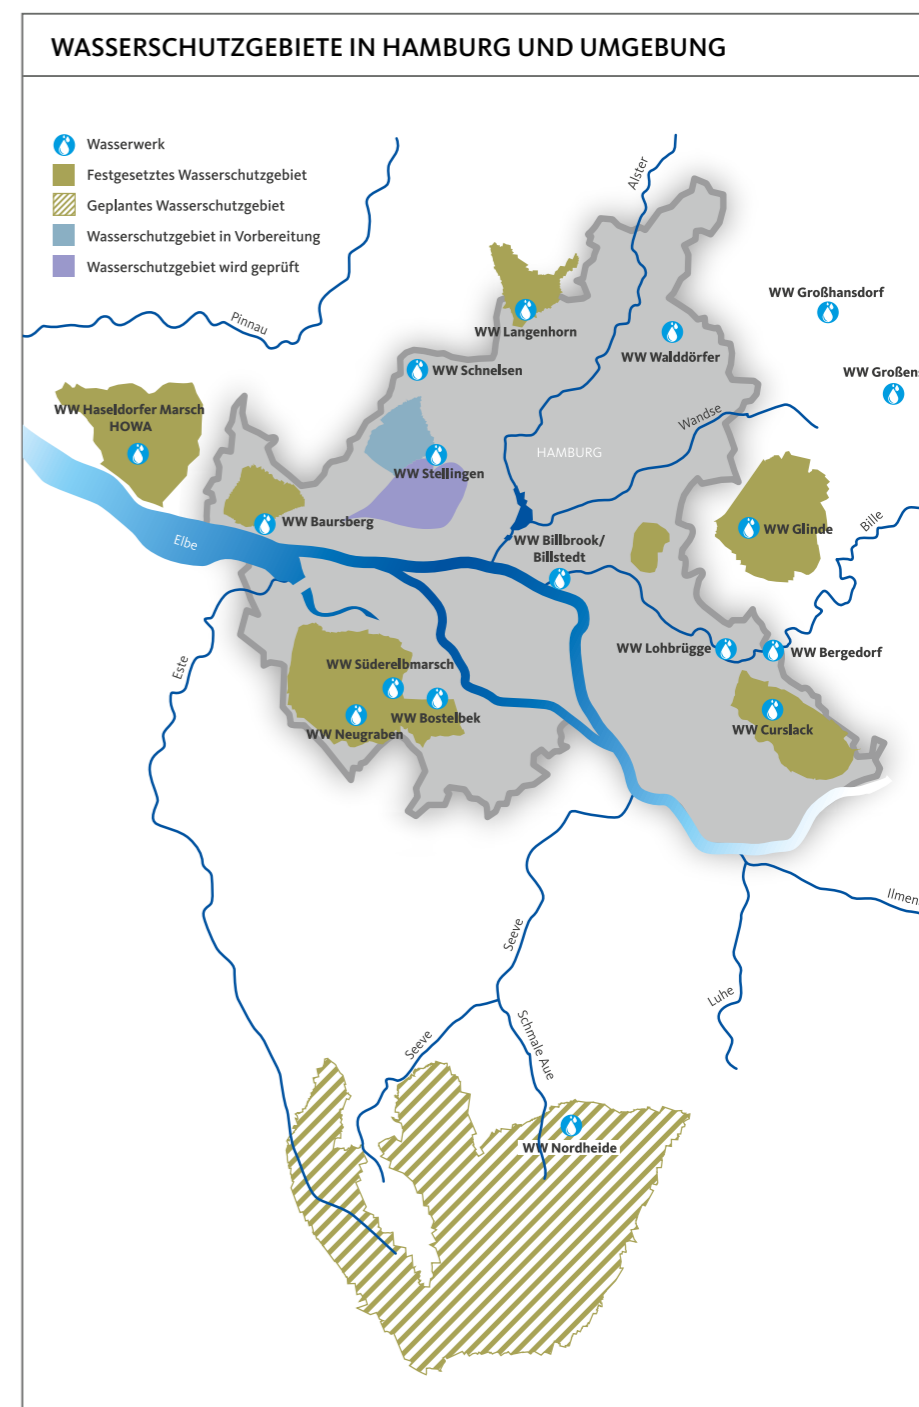 WASSERSCHUTZGEBIETE IN HAMBURG UND UMGEBUNG
Wasserwerk
Festgesetztes Wasserschutzgebiet
Geplantes Wasserschutzgebiet
Wasserschutzgebiet in Vorbereitung
Wasserschutzgebiet wird geprüft
Alster
Pinnau
WW Großhansdorf
WW Langenhorn
WW Walddörfer
WW Schnelsen
WW Großens
WW Haseldorfer Marsch
HOWA
Wandse
HAMBURG
WW Stellingen
WW Baursberg
WW Glinde
Bille
Elbe
WW Billbrook/
Billstedt
WW Lohbrügge
WW Bergedorf
Este
WW Süderelbmarsch
WW Bostelbek
WW Neugraben
WW Curslack
Ilmen
Seeve
Luhe
Seeve
Schmale Aue
WW Nordheide